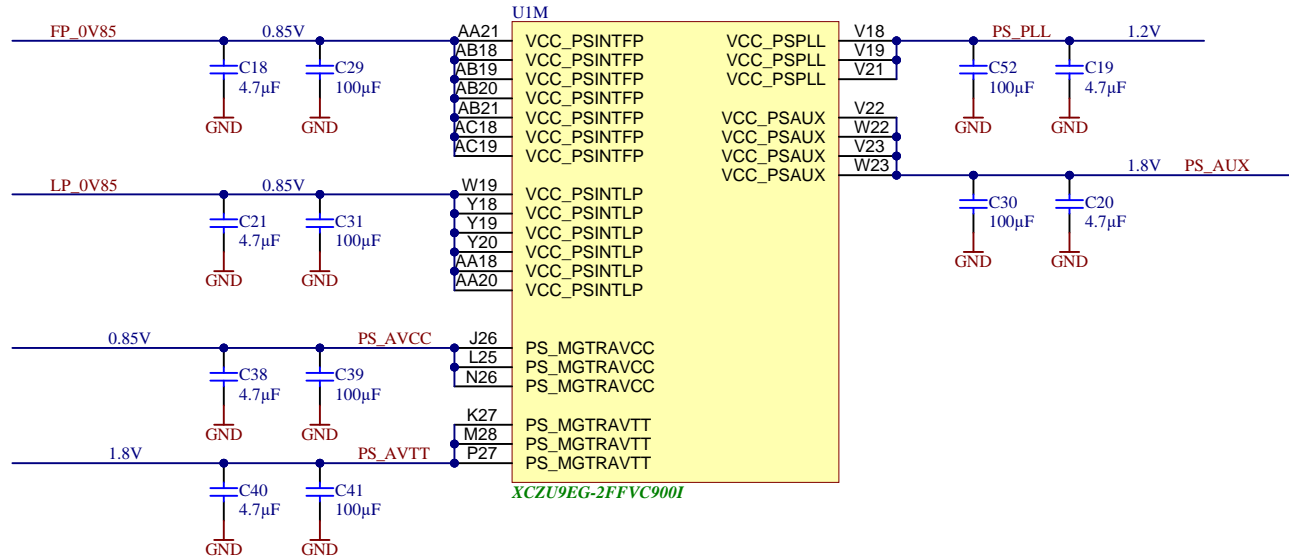 U1M
FP_0V85 0.85V AA21 VCC_PSINTFP VCC_PSPLL V18 PS_PLL 1.2V
AB18 VCC_PSINTFP VCC_PSPLL V19
C18 C29 AB19 VCC_PSINTFP VCC_PSPLL V21 C52 C19
4.7µF 100µF AB20 VCC_PSINTFP 100µF 4.7µF
AB21 VCC_PSINTFP VCC_PSAUX V22
GND GND AC18 VCC_PSINTFP VCC_PSAUX W22 GND GND
AC19 VCC_PSINTFP VCC_PSAUX V23
VCC_PSAUX W23 1.8V PS_AUX
LP_0V85 0.85V W19 VCC_PSINTLP
Y18 VCC_PSINTLP C30 C20
C21 C31 Y19 VCC_PSINTLP 100µF 4.7µF
4.7µF 100µF Y20 VCC_PSINTLP
AA18 VCC_PSINTLP GND GND
GND GND AA20 VCC_PSINTLP
0.85V PS_AVCC J26 PS_MGTRAVCC
L25 PS_MGTRAVCC
C38 C39 N26 PS_MGTRAVCC
4.7µF 100µF
K27 PS_MGTRAVTT
GND GND M28 PS_MGTRAVTT
1.8V PS_AVTT P27 PS_MGTRAVTT
C40 C41 XCZU9EG-2FFVC900I
4.7µF 100µF
GND GND